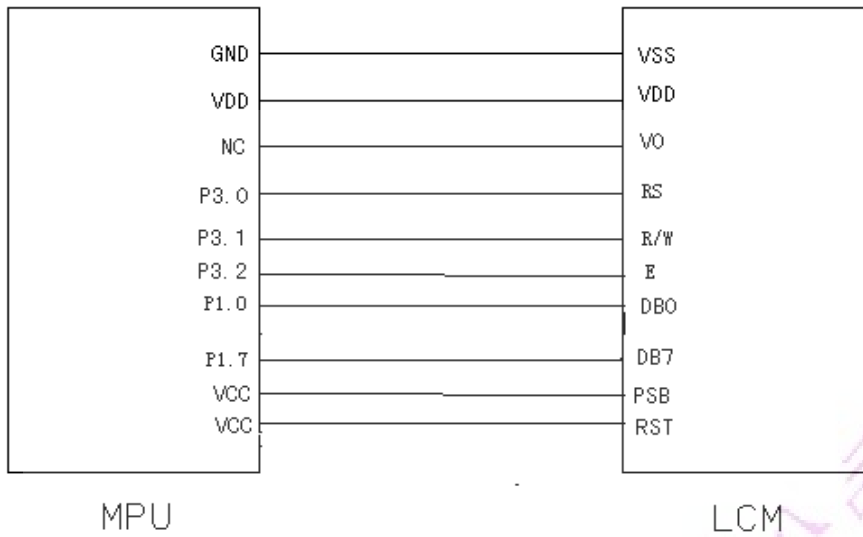 GND VSS
VDD VDD
NC VO
P3.0 RS
P3.1 R/W
P3.2 E
P1.0 DB0
P1.7 DB7
VCC PSB
VCC RST
MPU LCM